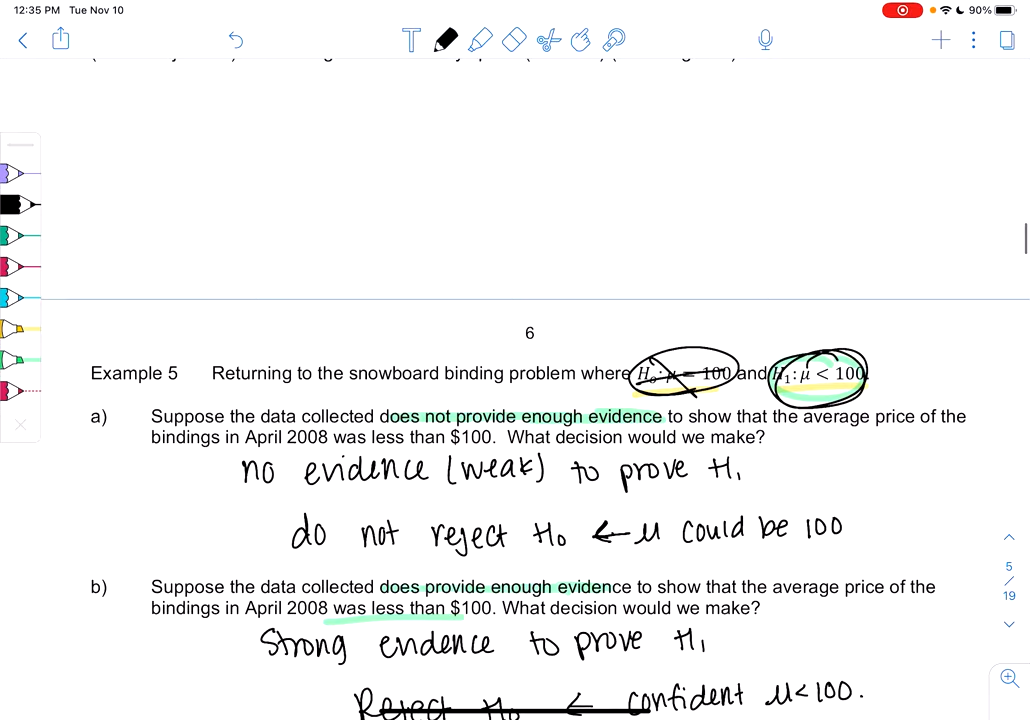 12:35 PM Tue Nov 10
90%
6
Example 5 Returning to the snowboard binding problem where H₀: μ = 100 and H₁: μ < 100.
a) Suppose the data collected does not provide enough evidence to show that the average price of the
bindings in April 2008 was less than $100. What decision would we make?
no evidence (weak) to prove H₁
do not reject H₀ ← μ could be 100
b) Suppose the data collected does provide enough evidence to show that the average price of the
bindings in April 2008 was less than $100. What decision would we make?
Strong evidence to prove H₁
Reject H₀ ← confident μ < 100.
5
/
19